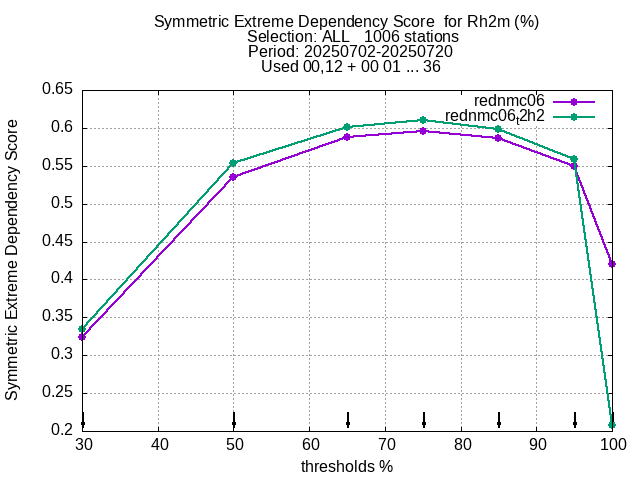 Symmetric Extreme Dependency Score  for Rh2m (%)
Selection: ALL   1006 stations
Period: 20250702-20250720
Used 00,12 + 00 01 ... 36
rednmc06
rednmc06t2h2
Symmetric Extreme Dependency Score
0.65
0.6
0.55
0.5
0.45
0.4
0.35
0.3
0.25
0.2
30 40 50 60 70 80 90 100
thresholds %